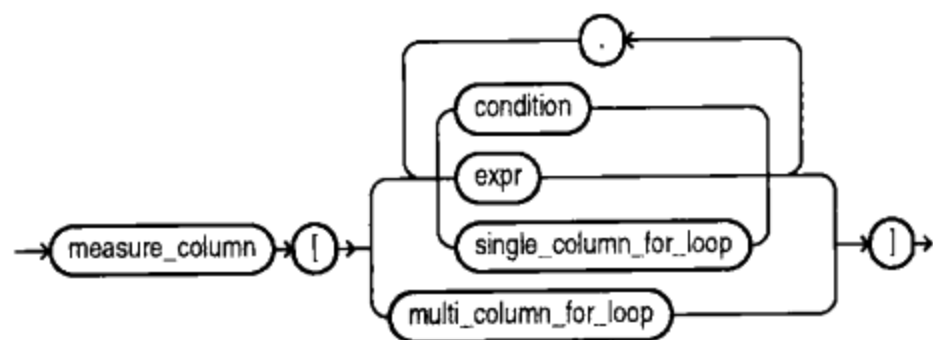 ,
condition
expr
measure_column [ single_column_for_loop ]
multi_column_for_loop